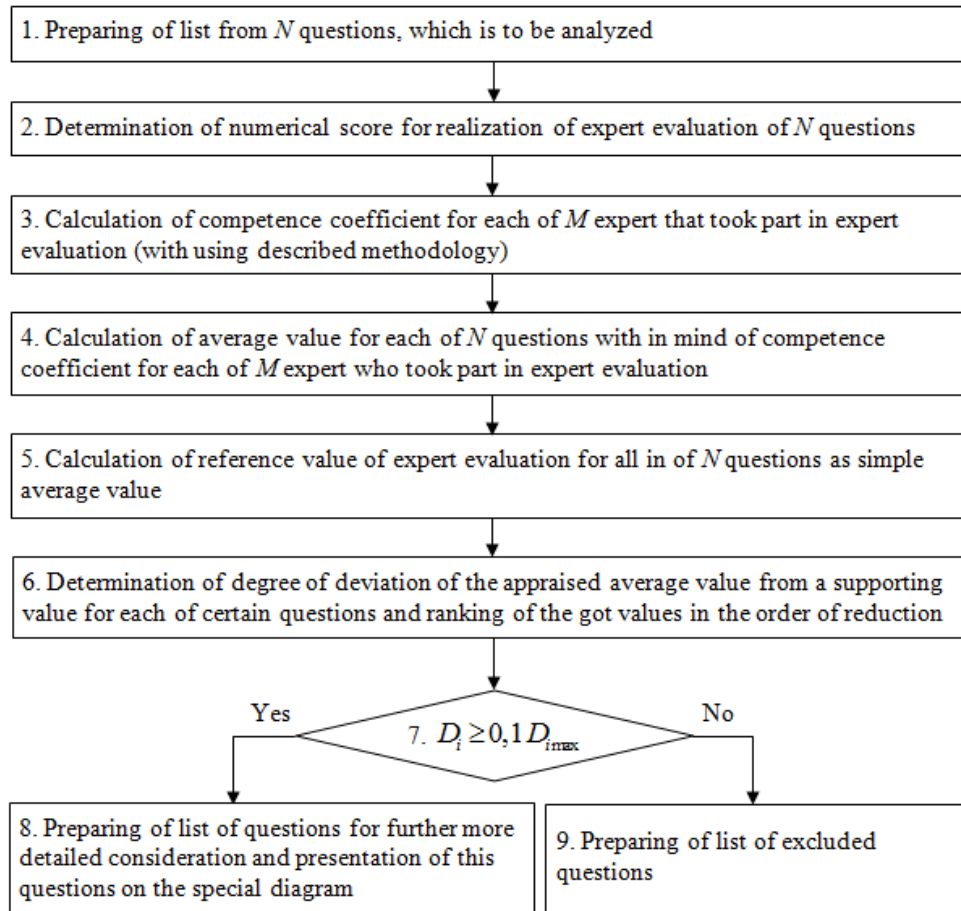 1. Preparing of list from N questions, which is to be analyzed
2. Determination of numerical score for realization of expert evaluation of N questions
3. Calculation of competence coefficient for each of M expert that took part in expert
evaluation (with using described methodology)
4. Calculation of average value for each of N questions with in mind of competence
coefficient for each of M expert who took part in expert evaluation
5. Calculation of reference value of expert evaluation for all in of N questions as simple
average value
6. Determination of degree of deviation of the appraised average value from a supporting
value for each of certain questions and ranking of the got values in the order of reduction
Yes
No
7. D_i ≥ 0,1 D_imax
8. Preparing of list of questions for further more
detailed consideration and presentation of this
questions on the special diagram
9. Preparing of list of excluded
questions